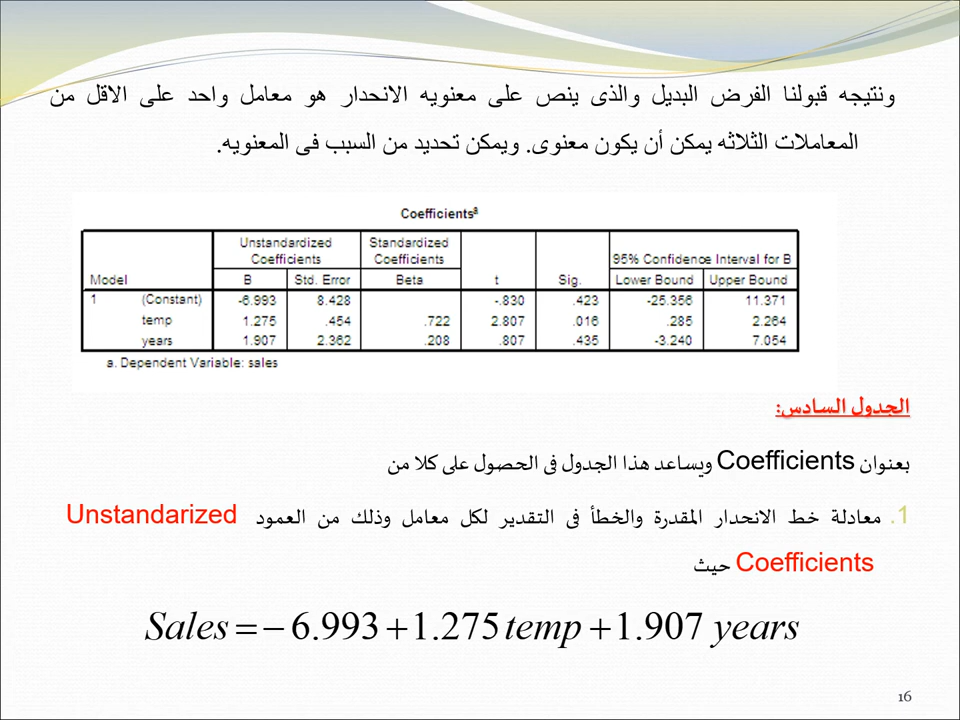 ونتيجه قبولنا الفرض البديل والذى ينص على معنويه الانحدار هو معامل واحد على الاقل من
المعاملات الثلاثه يمكن أن يكون معنوى. ويمكن تحديد من السبب فى المعنويه.
Coefficientsa
Model Unstandardized Coefficients Standardized Coefficients t Sig. 95% Confidence Interval for B
B Std. Error Beta Lower Bound Upper Bound
1 (Constant) -6.993 8.428 -.830 .423 -25.356 11.371
temp 1.275 .454 .722 2.807 .016 .285 2.264
years 1.907 2.362 .208 .807 .435 -3.240 7.054
a. Dependent Variable: sales
الجدول السادس:
بعنوان Coefficients ويساعد هذا الجدول فى الحصول على كلا من
1. معادلة خط الانحدار المقدرة والخطأ فى التقدير لكل معامل وذلك من العمود Unstandarized
Coefficients حيث
Sales = − 6.993 + 1.275 temp + 1.907 years
16